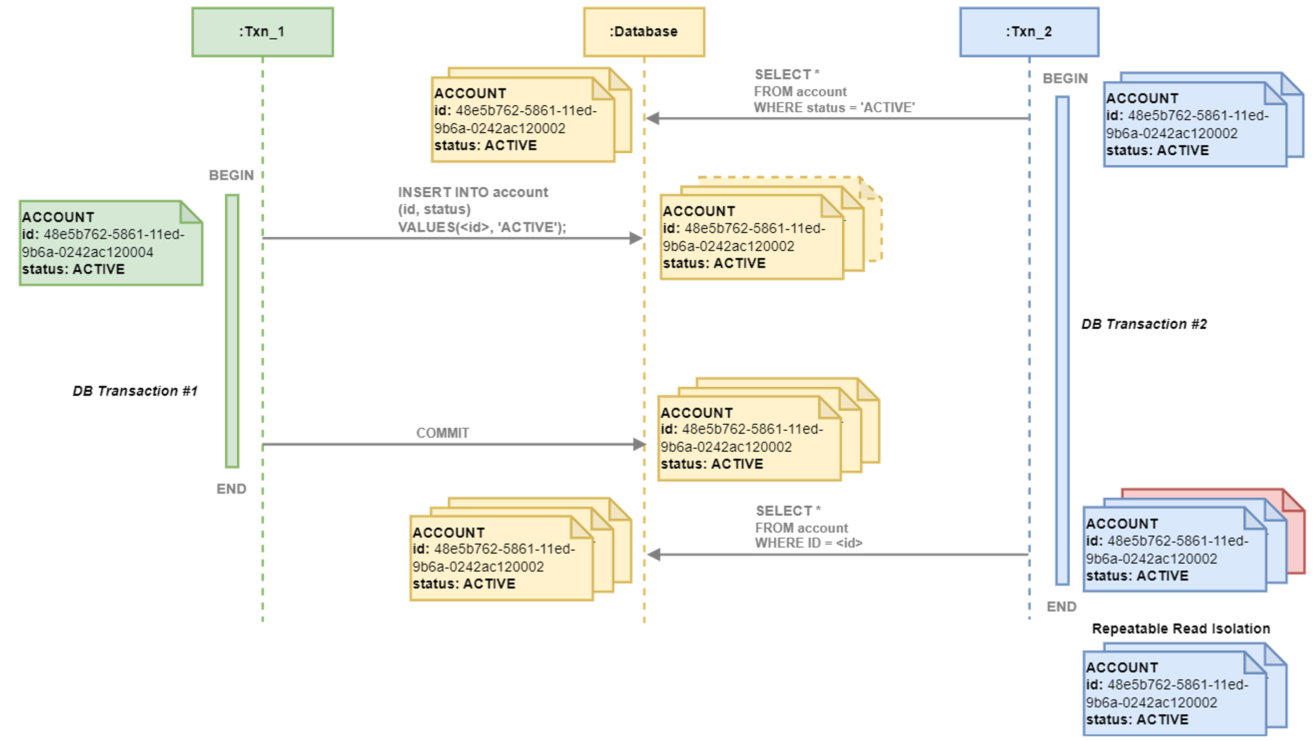 :Txn_1
:Database
:Txn_2
SELECT *
FROM account
WHERE status = 'ACTIVE'
BEGIN
ACCOUNT
id: 48e5b762-5861-11ed-
9b6a-0242ac120002
status: ACTIVE
ACCOUNT
id: 48e5b762-5861-11ed-
9b6a-0242ac120002
status: ACTIVE
BEGIN
INSERT INTO account
(id, status)
VALUES(<id>, 'ACTIVE');
ACCOUNT
id: 48e5b762-5861-11ed-
9b6a-0242ac120004
status: ACTIVE
ACCOUNT
id: 48e5b762-5861-11ed-
9b6a-0242ac120002
status: ACTIVE
DB Transaction #2
DB Transaction #1
COMMIT
ACCOUNT
id: 48e5b762-5861-11ed-
9b6a-0242ac120002
status: ACTIVE
END
ACCOUNT
id: 48e5b762-5861-11ed-
9b6a-0242ac120002
status: ACTIVE
SELECT *
FROM account
WHERE ID = <id>
ACCOUNT
id: 48e5b762-5861-11ed-
9b6a-0242ac120002
status: ACTIVE
END
Repeatable Read Isolation
ACCOUNT
id: 48e5b762-5861-11ed-
9b6a-0242ac120002
status: ACTIVE